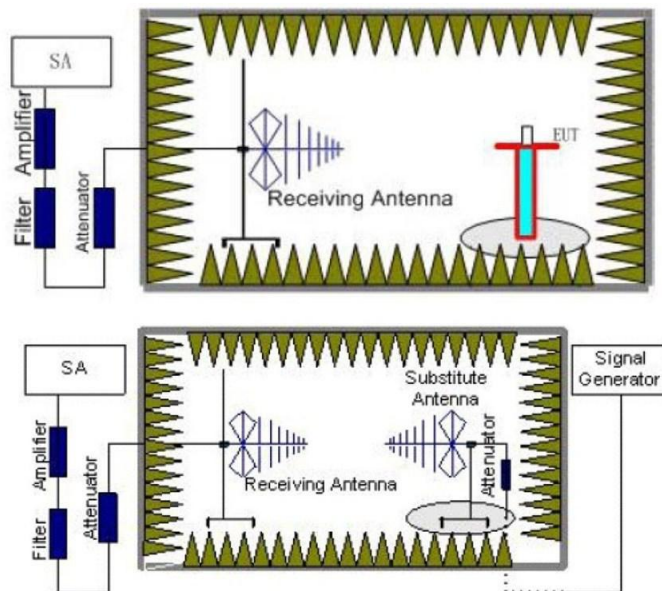 SA
Amplifier
Filter
Attenuator
EUT
Receiving Antenna
SA
Signal
Generator
Substitute
Antenna
Amplifier
Attenuator
Attenuator
Receiving Antenna
Filter